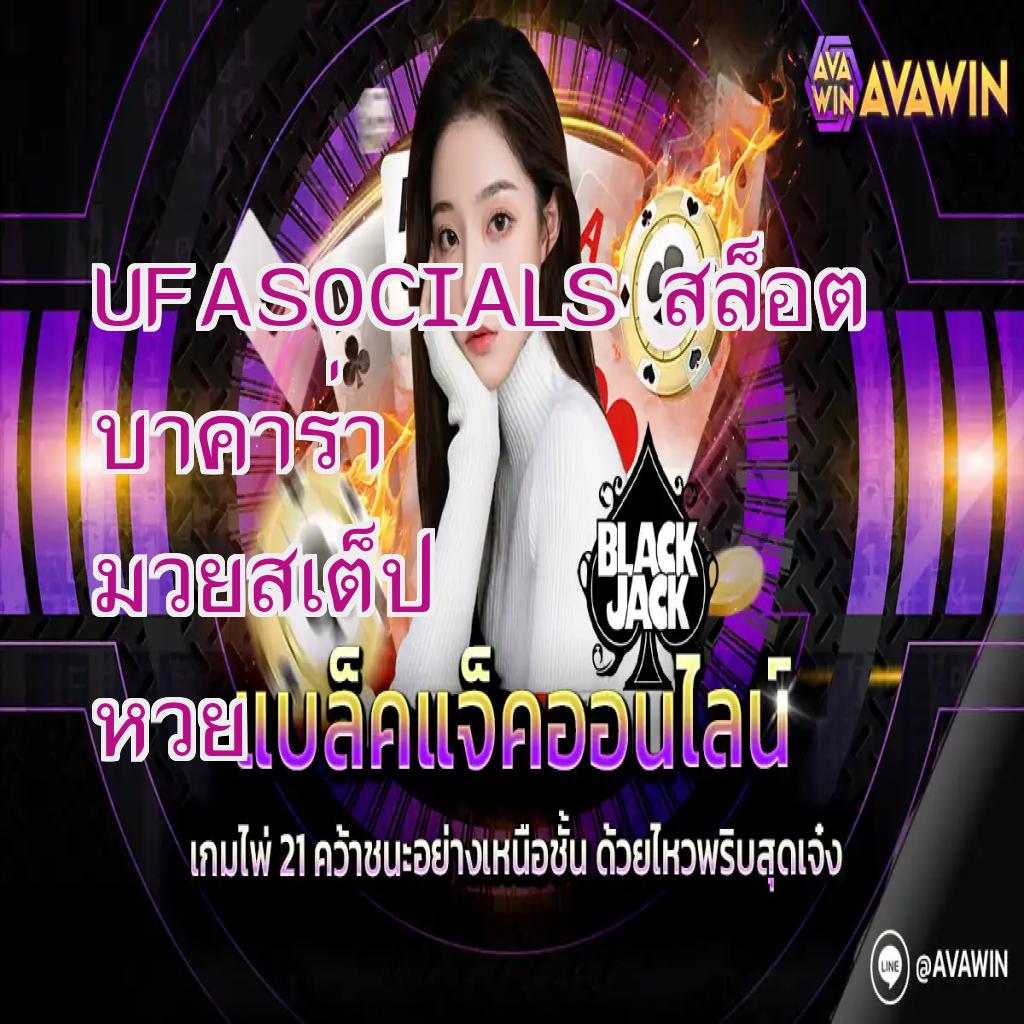 AVA
WIN
AVAWIN
UFASOCIALS สล็อต
บาคาร่า
มวยสเต็ป
หวย
BLACK
JACK
แบล็คแจ็คออนไลน์
เกมไพ่ 21 คว้าชนะอย่างเหนือชั้น ด้วยไหวพริบสุดเจ๋ง
LINE @AVAWIN